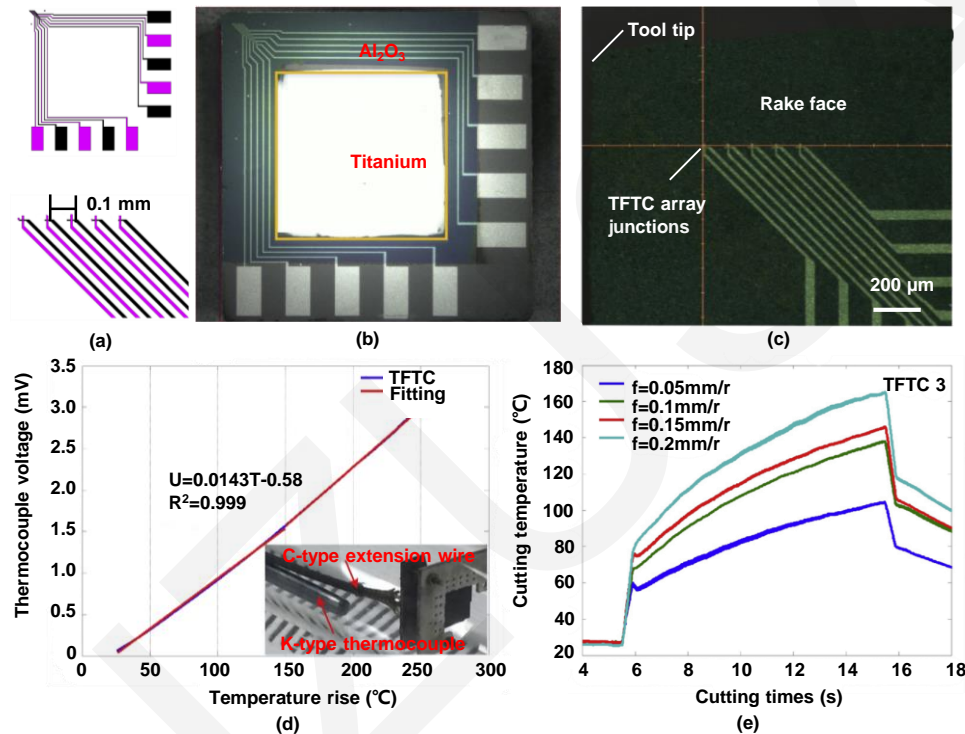 0.1 mm
(a)
Al₂O₃
Titanium
(b)
Tool tip
Rake face
TFTC array
junctions
200 μm
(c)
Thermocouple voltage (mV)
3.5
3.0
2.5
2.0
1.5
1.0
0.5
0
TFTC
Fitting
U=0.0143T-0.58
R²=0.999
C-type extension wire
K-type thermocouple
0 50 100 150 200 250 300
Temperature rise (℃)
(d)
Cutting temperature (℃)
180
160
140
120
100
80
60
40
20
f=0.05mm/r
f=0.1mm/r
f=0.15mm/r
f=0.2mm/r
TFTC 3
4 6 8 10 12 14 16 18
Cutting times (s)
(e)